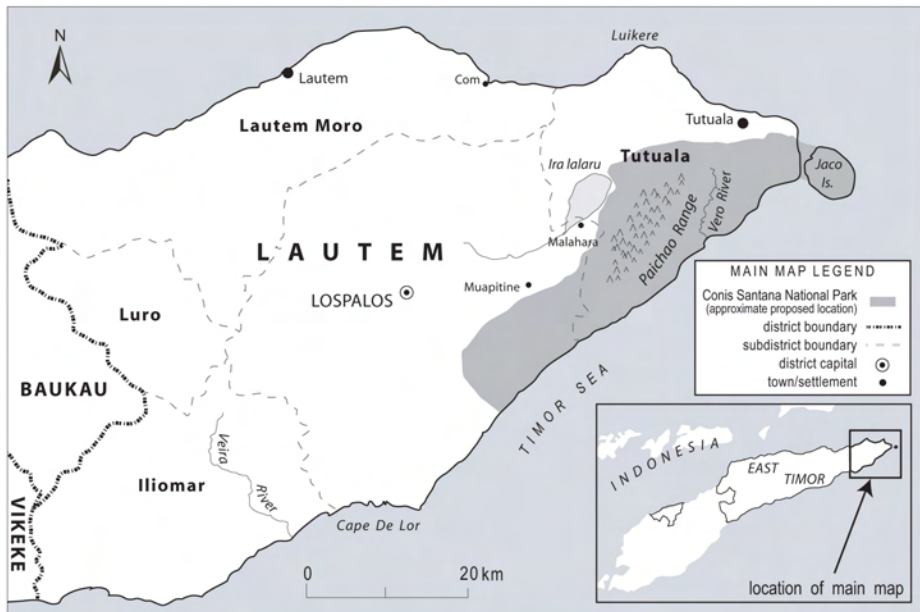 N
Luikere
Lautem
Com
Lautem Moro
Tutuala
Tutuala
Ira lalaru
Jaco
Is.
Vero River
Paichao Range
Malahara
LAUTEM
Muapitine
LOSPALOS
Luro
BAUKAU
Veira
River
Iliomar
VIKEKE
Cape De Lor
TIMOR SEA
0 20 km
MAIN MAP LEGEND
Conis Santana National Park
(approximate proposed location)
district boundary
subdistrict boundary
district capital
town/settlement
INDONESIA
EAST
TIMOR
location of main map